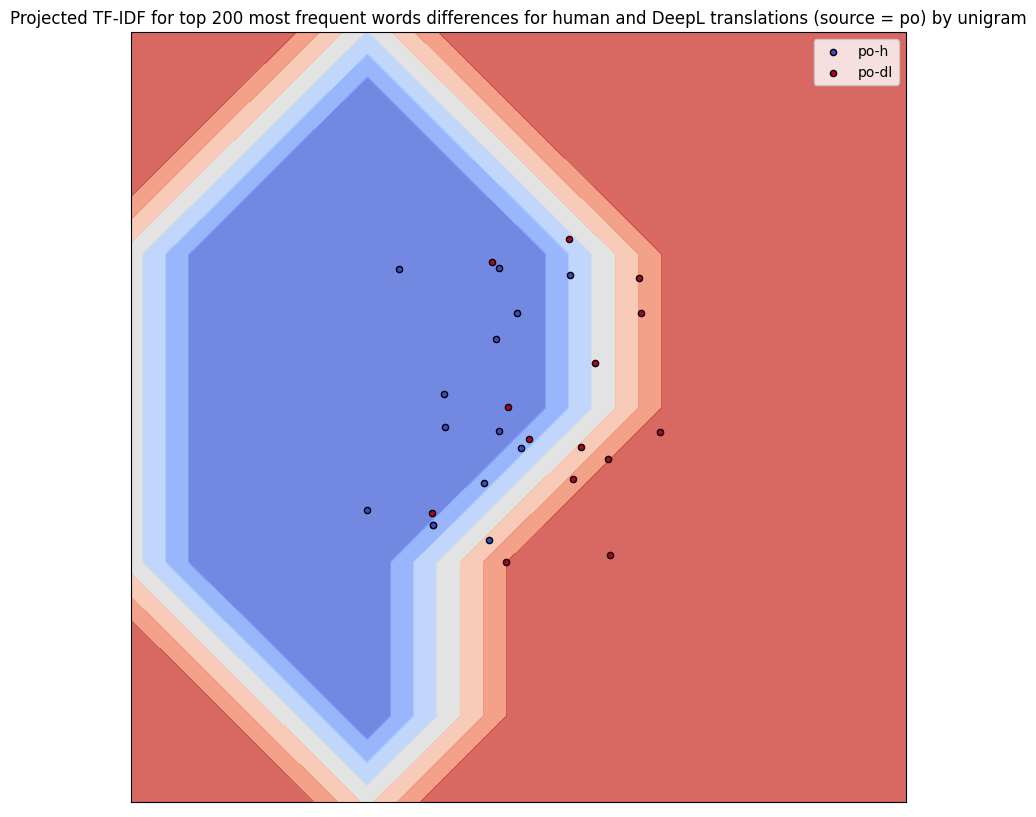 Projected TF-IDF for top 200 most frequent words differences for human and DeepL translations (source = po) by unigram
po-h
po-dl